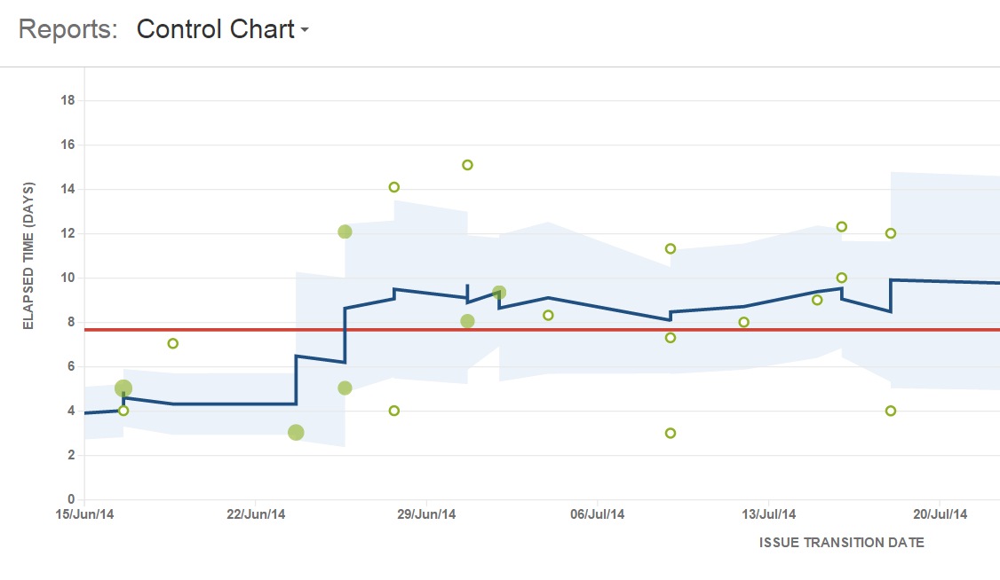 Reports: Control Chart
18
16
14
12
10
8
6
4
2
0
ELAPSED TIME (DAYS)
15/Jun/14 22/Jun/14 29/Jun/14 06/Jul/14 13/Jul/14 20/Jul/14
ISSUE TRANSITION DATE